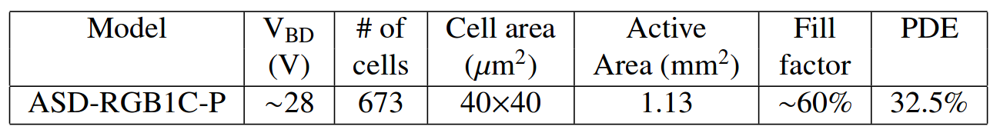 Model V_BD # of Cell area Active Fill PDE
(V) cells (μm²) Area (mm²) factor
ASD-RGB1C-P ~28 673 40×40 1.13 ~60% 32.5%